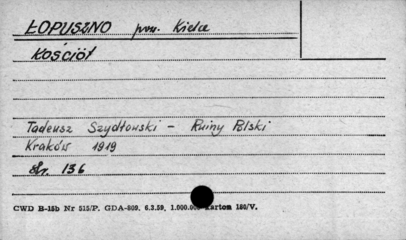 ŁOPUSZNO pow. Kielce
KOŚCIÓŁ
Tadeusz Szydłowski - Ruiny Polski
Kraków 1919
str. 136
CWD B-15b Nr 515/P. GDA-809. 6.3.59. 1.000.000 Karton 180/V.